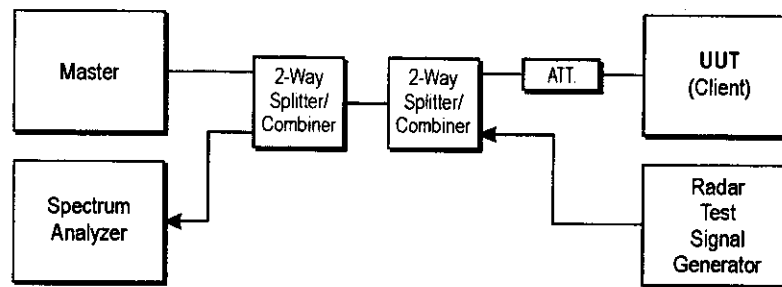 Master
2-Way
Splitter/
Combiner
2-Way
Splitter/
Combiner
ATT.
UUT
(Client)
Spectrum
Analyzer
Radar
Test
Signal
Generator